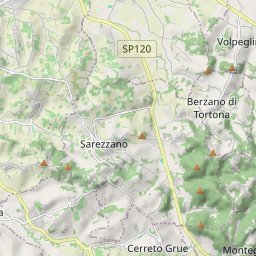 SP120
Volpeglin
Berzano di
Tortona
Sarezzano
a
Cerreto Grue
Monteg